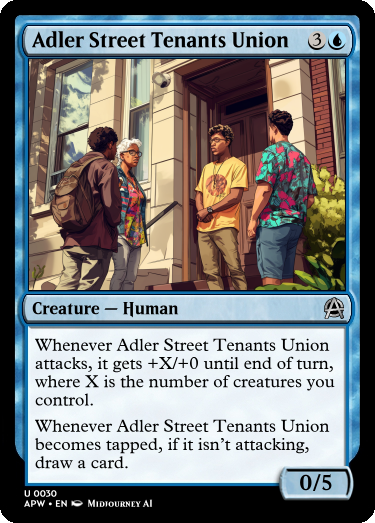 Adler Street Tenants Union 3
Creature — Human
Whenever Adler Street Tenants Union
attacks, it gets +X/+0 until end of turn,
where X is the number of creatures you
control.
Whenever Adler Street Tenants Union
becomes tapped, if it isn't attacking,
draw a card.
0/5
U 0030
APW • EN Midjourney AI